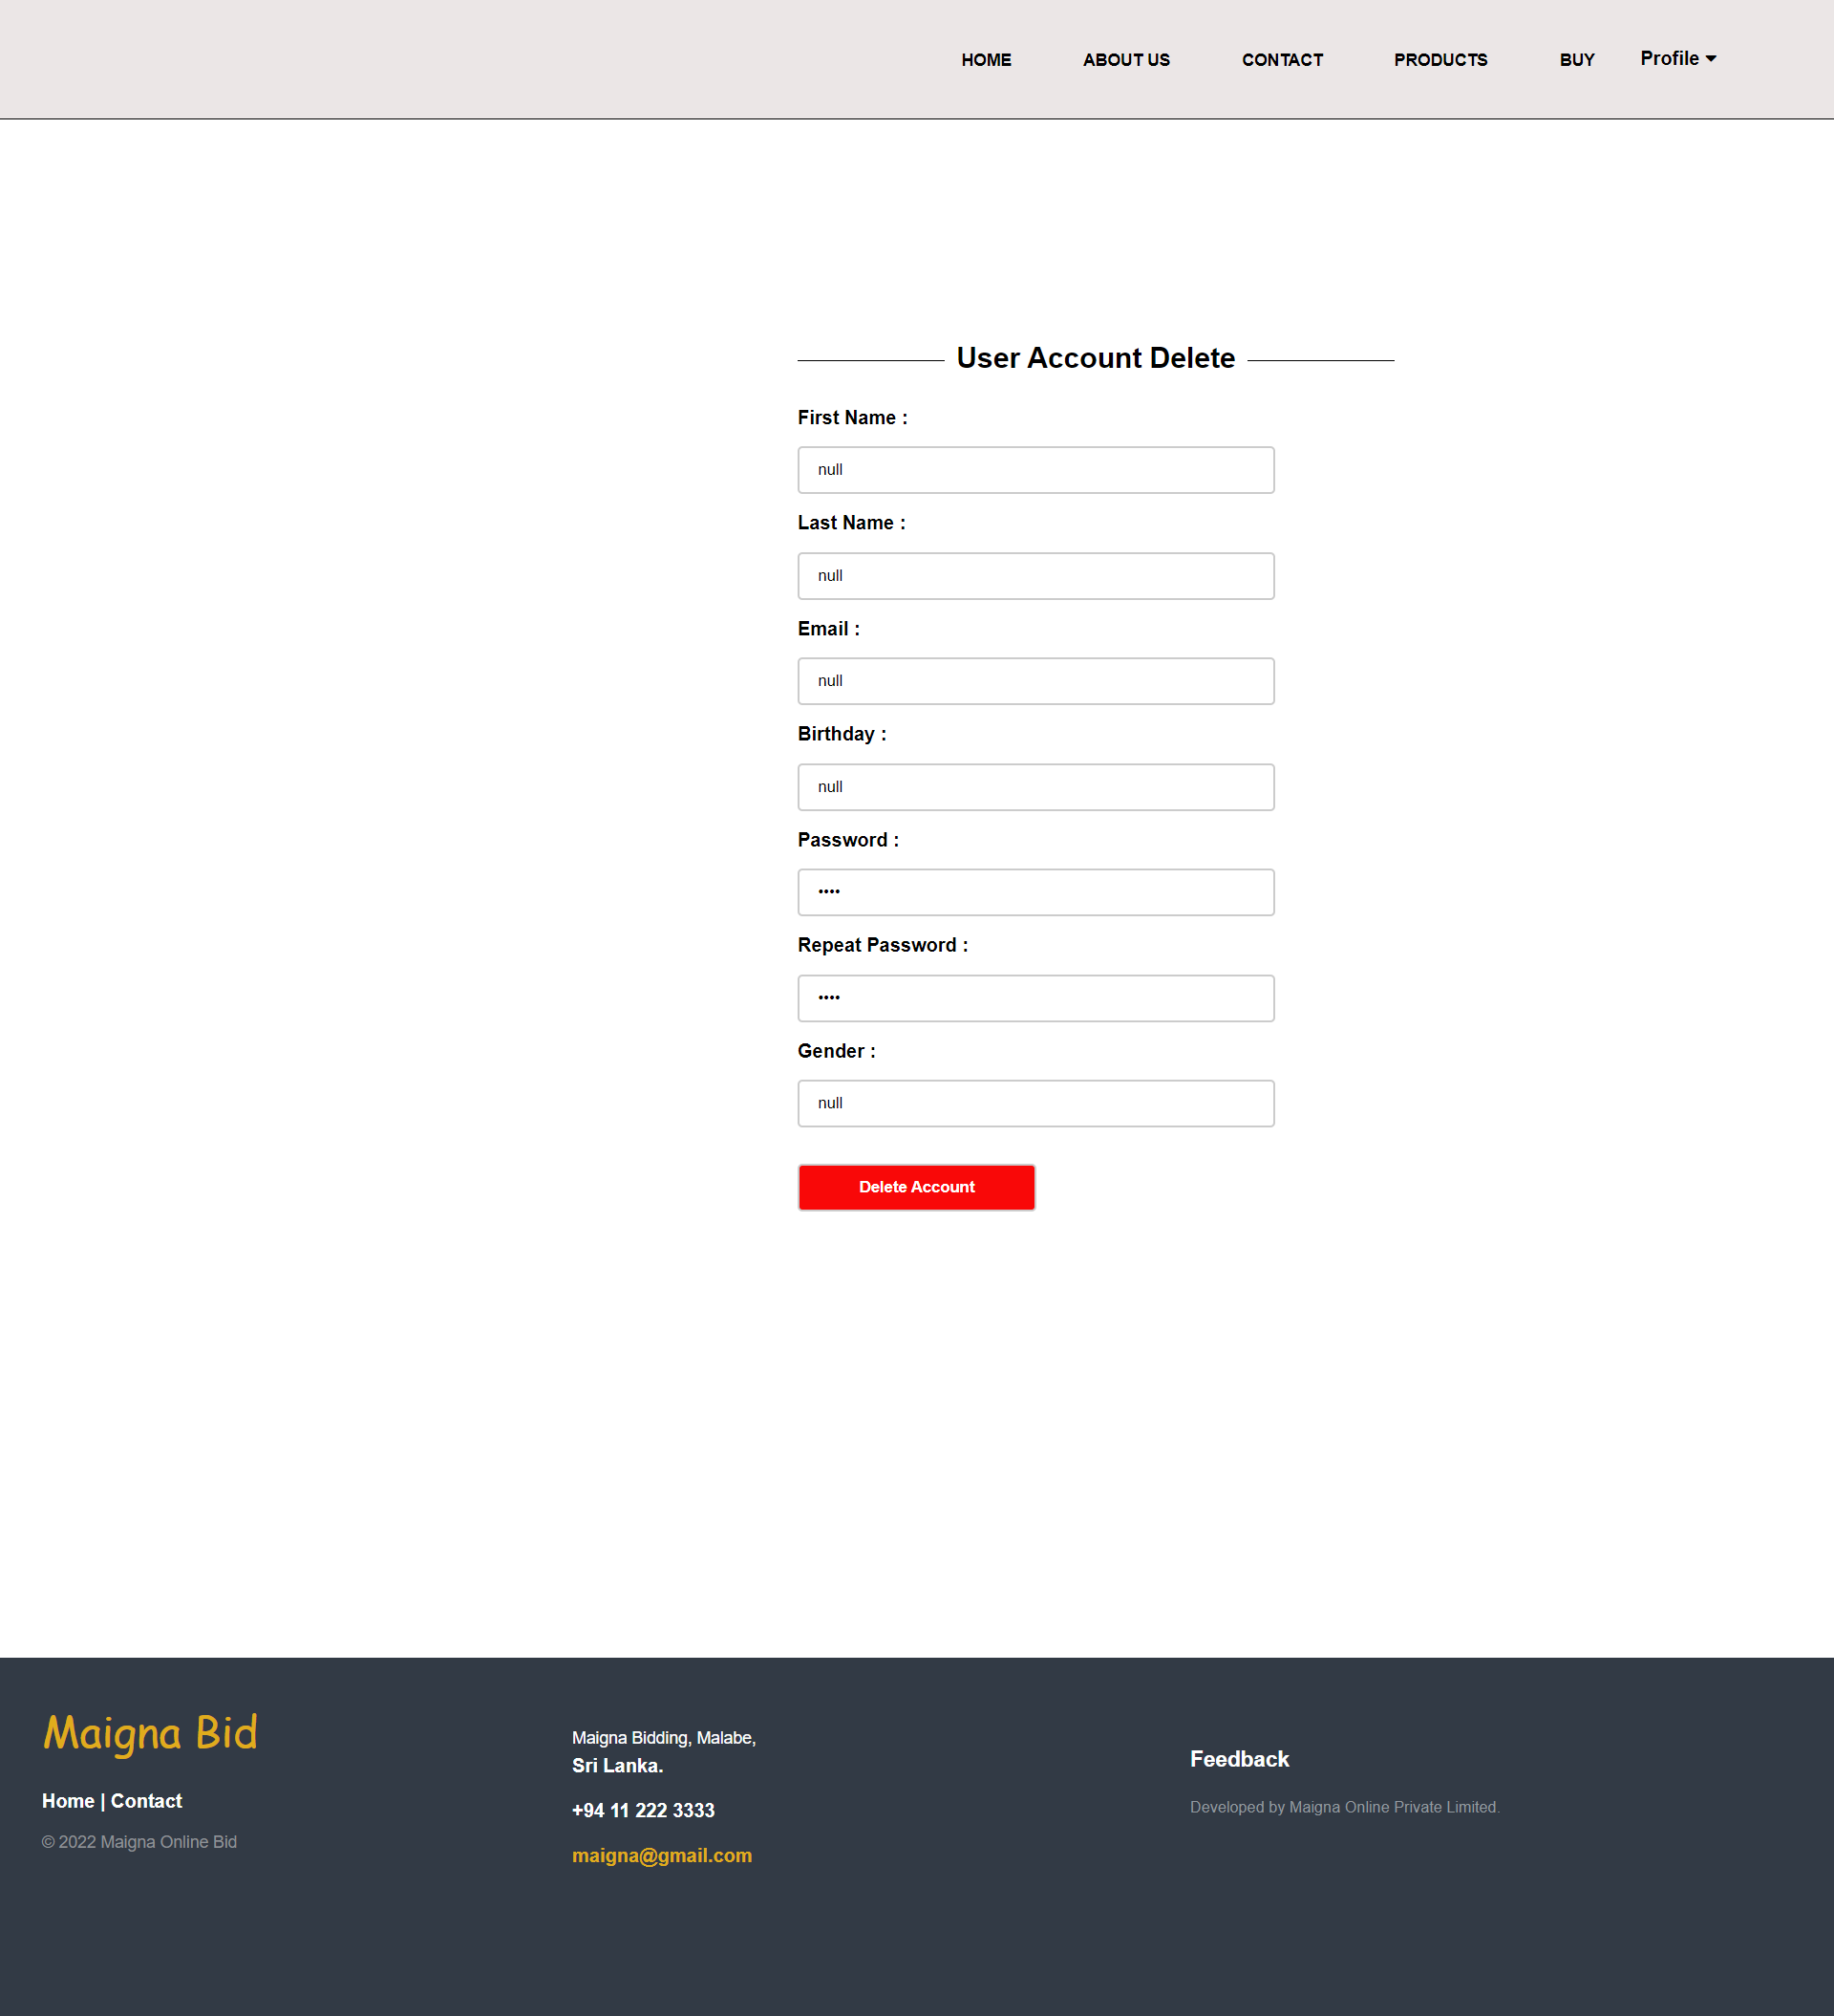 HOME ABOUT US CONTACT PRODUCTS BUY Profile
User Account Delete
First Name :
null
Last Name :
null
Email :
null
Birthday :
null
Password :
••••
Repeat Password :
••••
Gender :
null
Delete Account
Maigna Bid
Home | Contact
© 2022 Maigna Online Bid
Maigna Bidding, Malabe,
Sri Lanka.
+94 11 222 3333
maigna@gmail.com
Feedback
Developed by Maigna Online Private Limited.